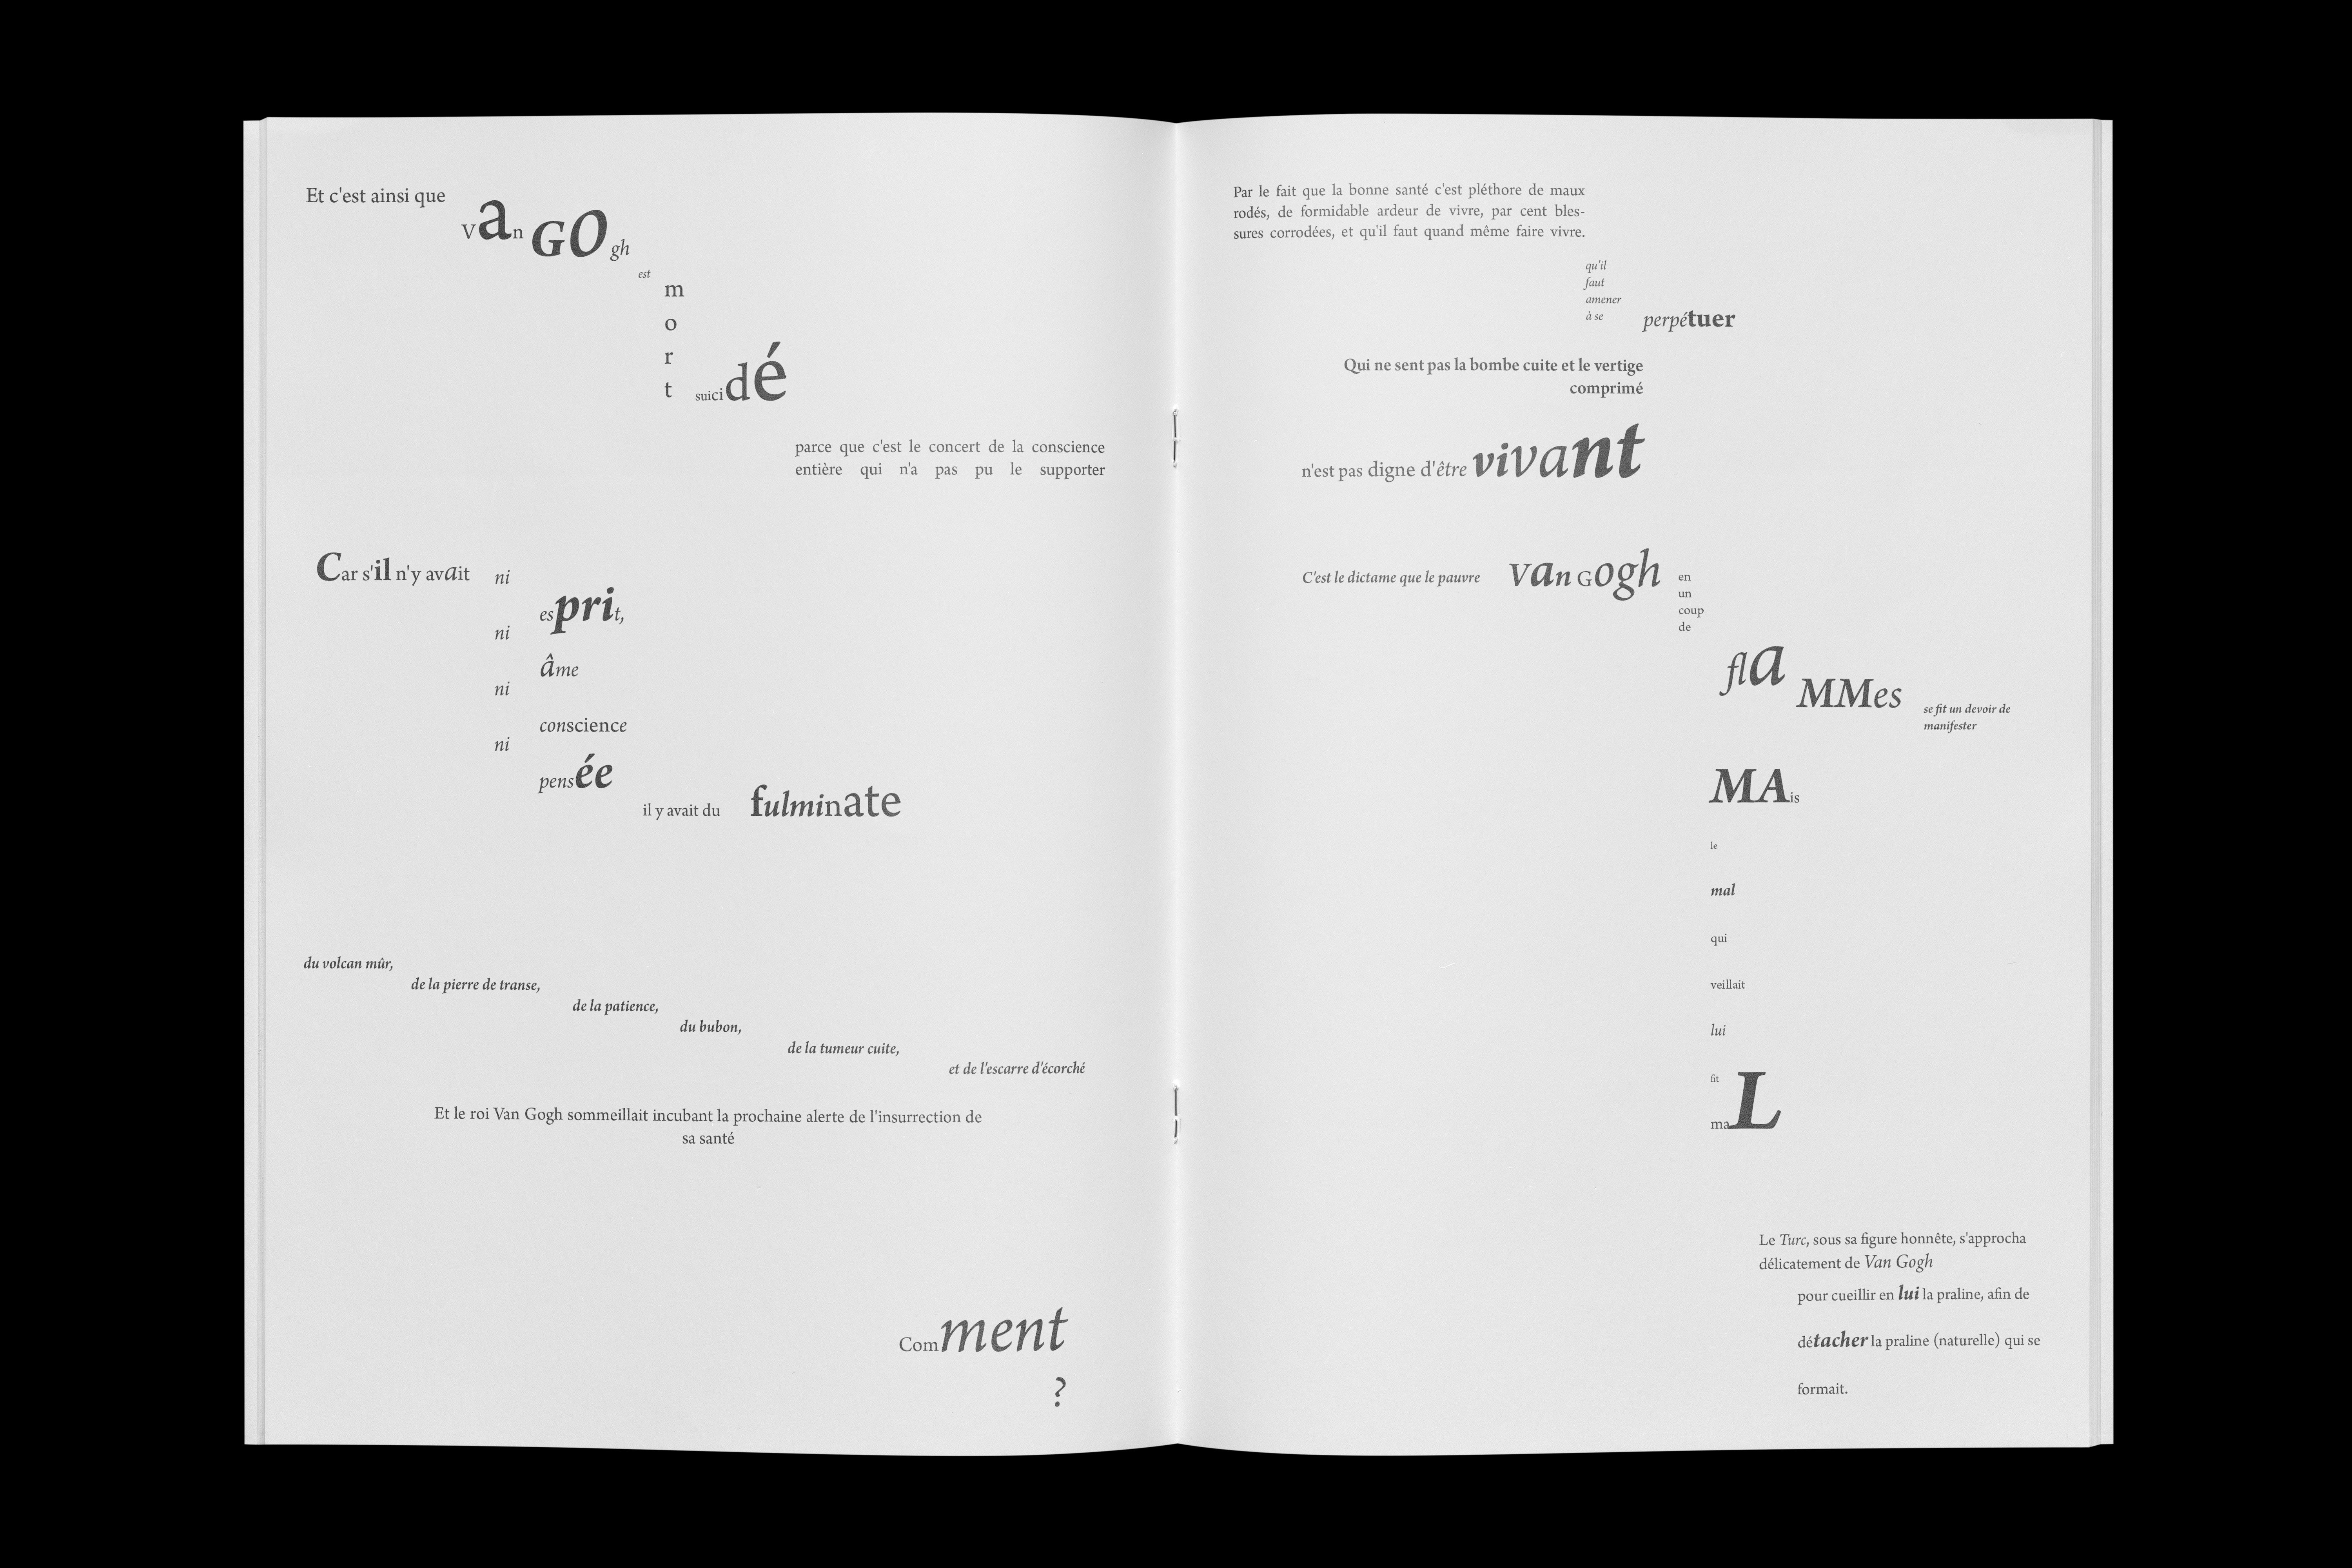 Et c'est ainsi que
Van GOgh
est
m
o
r
t
suicidé
parce que c'est le concert de la conscience
entière qui n'a pas pu le supporter
Car s'il n'y avait
ni
esprit,
ni
âme
ni
conscience
ni
pensée
il y avait du fulminate
du volcan mûr,
de la pierre de transe,
de la patience,
du bubon,
de la tumeur cuite,
et de l'escarre d'écorché
Et le roi Van Gogh sommeillait incubant la prochaine alerte de l'insurrection de
sa santé
Comment
?
Par le fait que la bonne santé c'est pléthore de maux
rodés, de formidable ardeur de vivre, par cent bles-
sures corrodées, et qu'il faut quand même faire vivre.
qu'il
faut
amener
à se
perpétuer
Qui ne sent pas la bombe cuite et le vertige
comprimé
n'est pas digne d'être vivant
C'est le dictame que le pauvre van Gogh
en
un
coup
de
flaMMes
se fit un devoir de
manifester
MAis
le
mal
qui
veillait
lui
fit
maL
Le Turc, sous sa figure honnête, s'approcha
délicatement de Van Gogh
pour cueillir en lui la praline, afin de
détacher la praline (naturelle) qui se
formait.